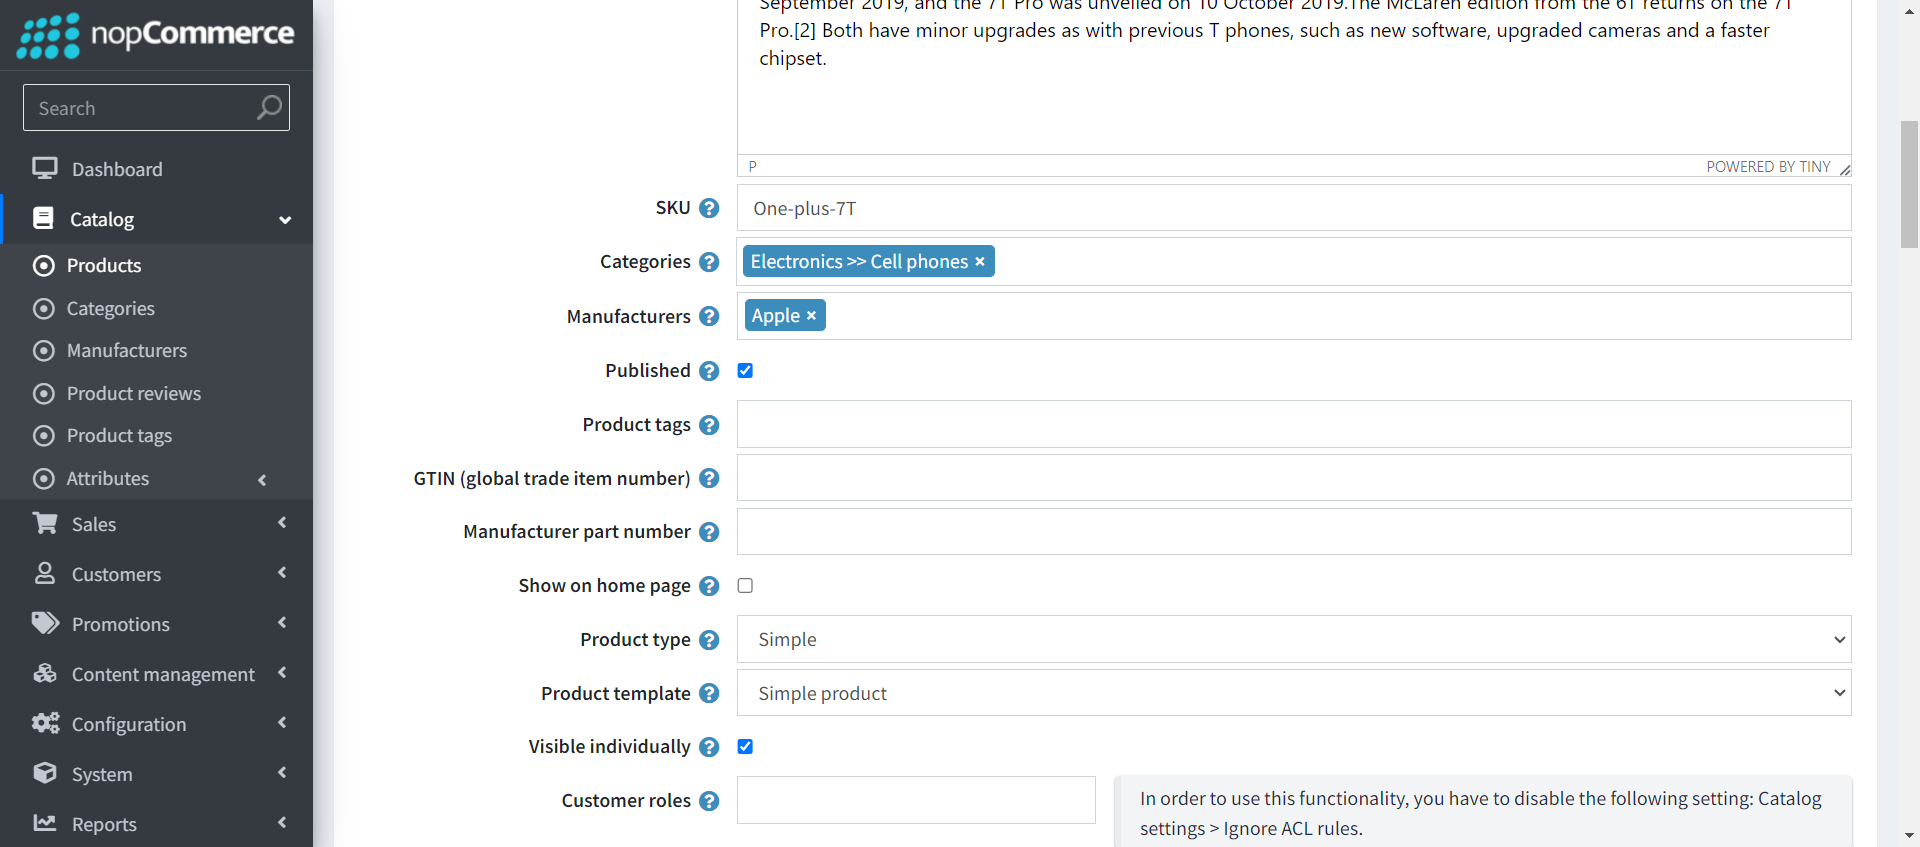 nopCommerce
Search
Dashboard
Catalog
Products
Categories
Manufacturers
Product reviews
Product tags
Attributes
Sales
Customers
Promotions
Content management
Configuration
System
Reports
September 2019, and the 7T Pro was unveiled on 10 October 2019.The McLaren edition from the 6T returns on the 7T
Pro.[2] Both have minor upgrades as with previous T phones, such as new software, upgraded cameras and a faster
chipset.
P
POWERED BY TINY
SKU ?
One-plus-7T
Categories ?
Electronics >> Cell phones ×
Manufacturers ?
Apple ×
Published ?
Product tags ?
GTIN (global trade item number) ?
Manufacturer part number ?
Show on home page ?
Product type ?
Simple
Product template ?
Simple product
Visible individually ?
Customer roles ?
In order to use this functionality, you have to disable the following setting: Catalog
settings > Ignore ACL rules.